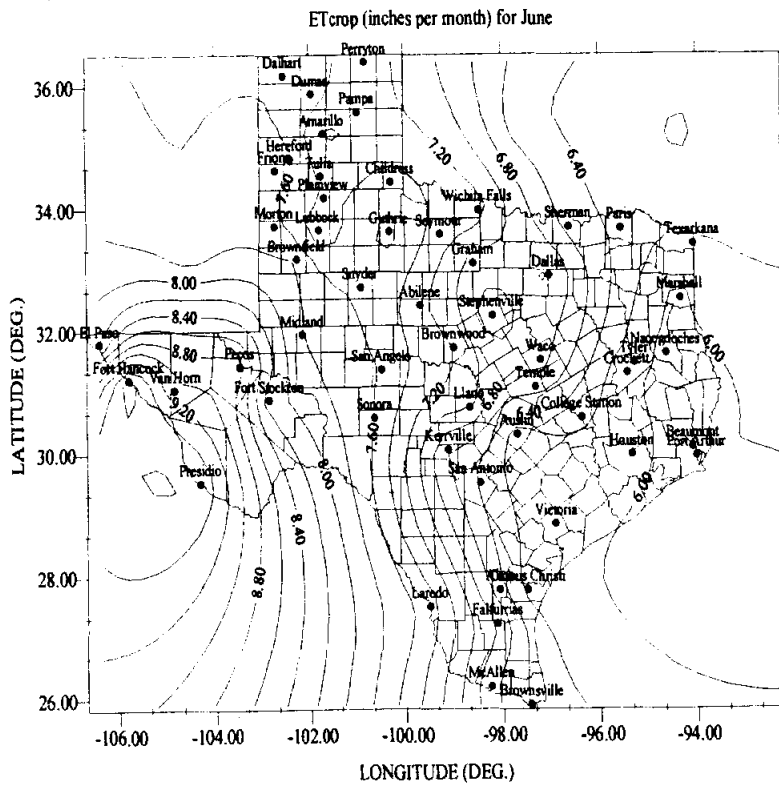 ETcrop (inches per month) for June
Perryton
Dalhart
Dumas
36.00
Pampa
Amarillo
Hereford
Friona
Tulia
Childress
7.20
6.80
6.40
7.60
Plainview
Wichita Falls
34.00
Morton
Lubbock
Guthrie
Seymour
Sherman
Paris
Texarkana
Brownfield
Graham
Dallas
Snyder
8.00
Abilene
Stephenville
Marshall
8.40
32.00
El Paso
Midland
Brownwood
Waco
Nacogdoches
Tyler
6.00
8.80
Pecos
San Angelo
Crockett
Fort Hancock
Van Horn
Fort Stockton
Temple
7.20
Llano
6.80
9.20
Sonora
6.40
College Station
Austin
7.60
Kerrville
Houston
Beaumont
Port Arthur
30.00
Presidio
8.00
San Antonio
6.00
Victoria
8.40
28.00
8.80
Laredo
Corpus Christi
Falfurrias
McAllen
26.00
Brownsville
-106.00
-104.00
-102.00
-100.00
-98.00
-96.00
-94.00
LATITUDE (DEG.)
LONGITUDE (DEG.)